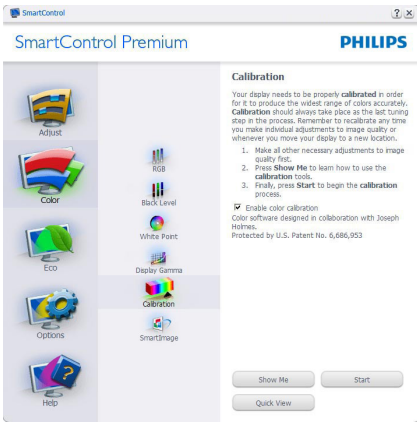 SmartControl
SmartControl Premium
PHILIPS
Adjust
Color
Eco
Options
Help
RGB
Black Level
White Point
Display Gamma
Calibration
SmartImage
Calibration
Your display needs to be properly calibrated in order
for it to produce the widest range of colors accurately.
Calibration should always take place as the last tuning
step in the process. Remember to recalibrate any time
you make individual adjustments to image quality or
whenever you move your display to a new location.
1. Make all other necessary adjustments to image
quality first.
2. Press Show Me to learn how to use the
calibration tools.
3. Finally, press Start to begin the calibration
process.
Enable color calibration
Color software designed in collaboration with Joseph
Holmes.
Protected by U.S. Patent No. 6,686,953
Show Me
Start
Quick View